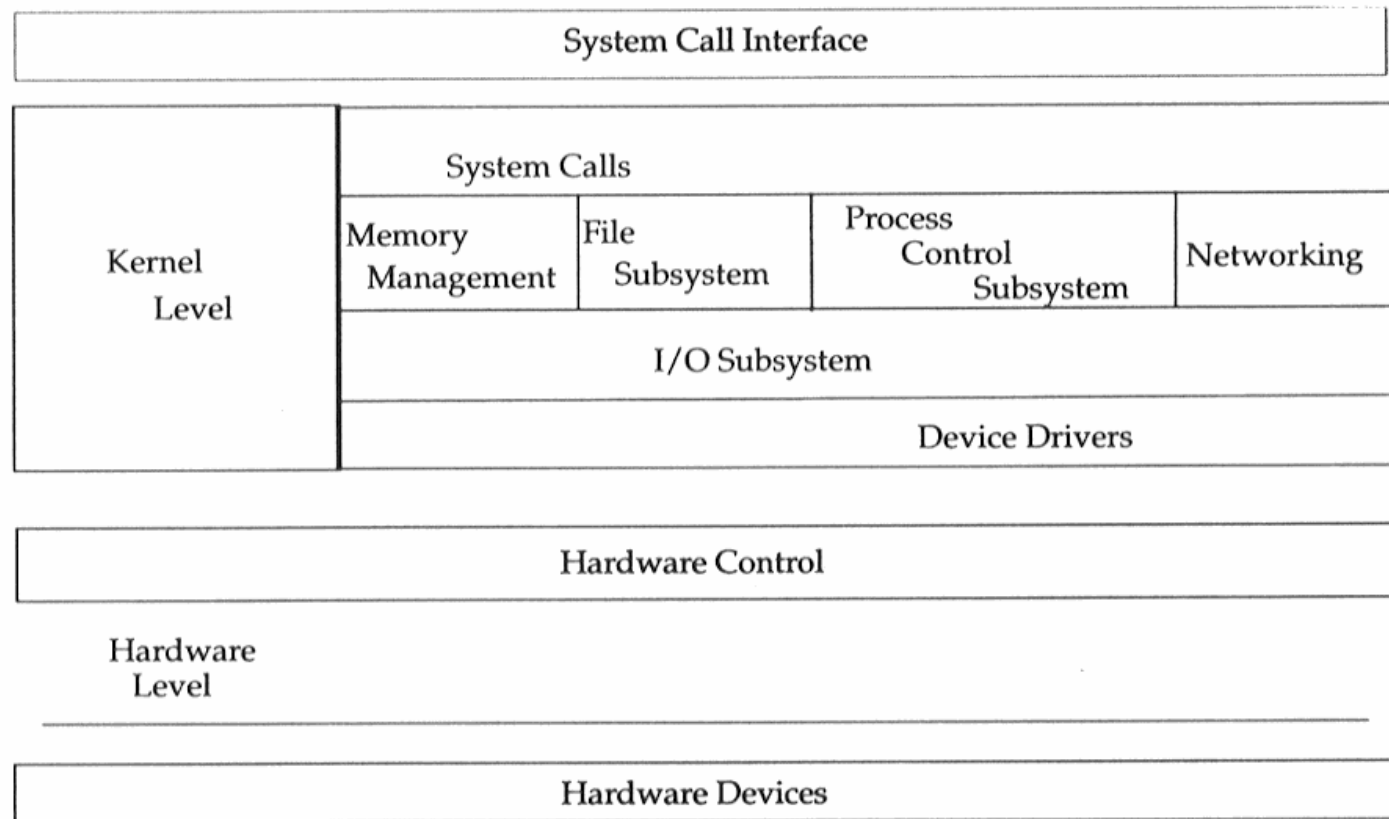 System Call Interface
System Calls
Kernel
Level
Memory
Management
File
Subsystem
Process
Control
Subsystem
Networking
I/O Subsystem
Device Drivers
Hardware Control
Hardware
Level
Hardware Devices